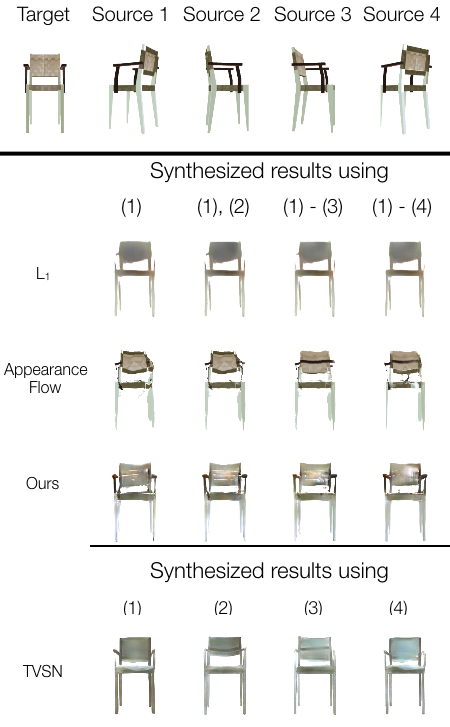 Target Source 1 Source 2 Source 3 Source 4
Synthesized results using
(1) (1), (2) (1) - (3) (1) - (4)
L₁
Appearance
Flow
Ours
Synthesized results using
(1) (2) (3) (4)
TVSN